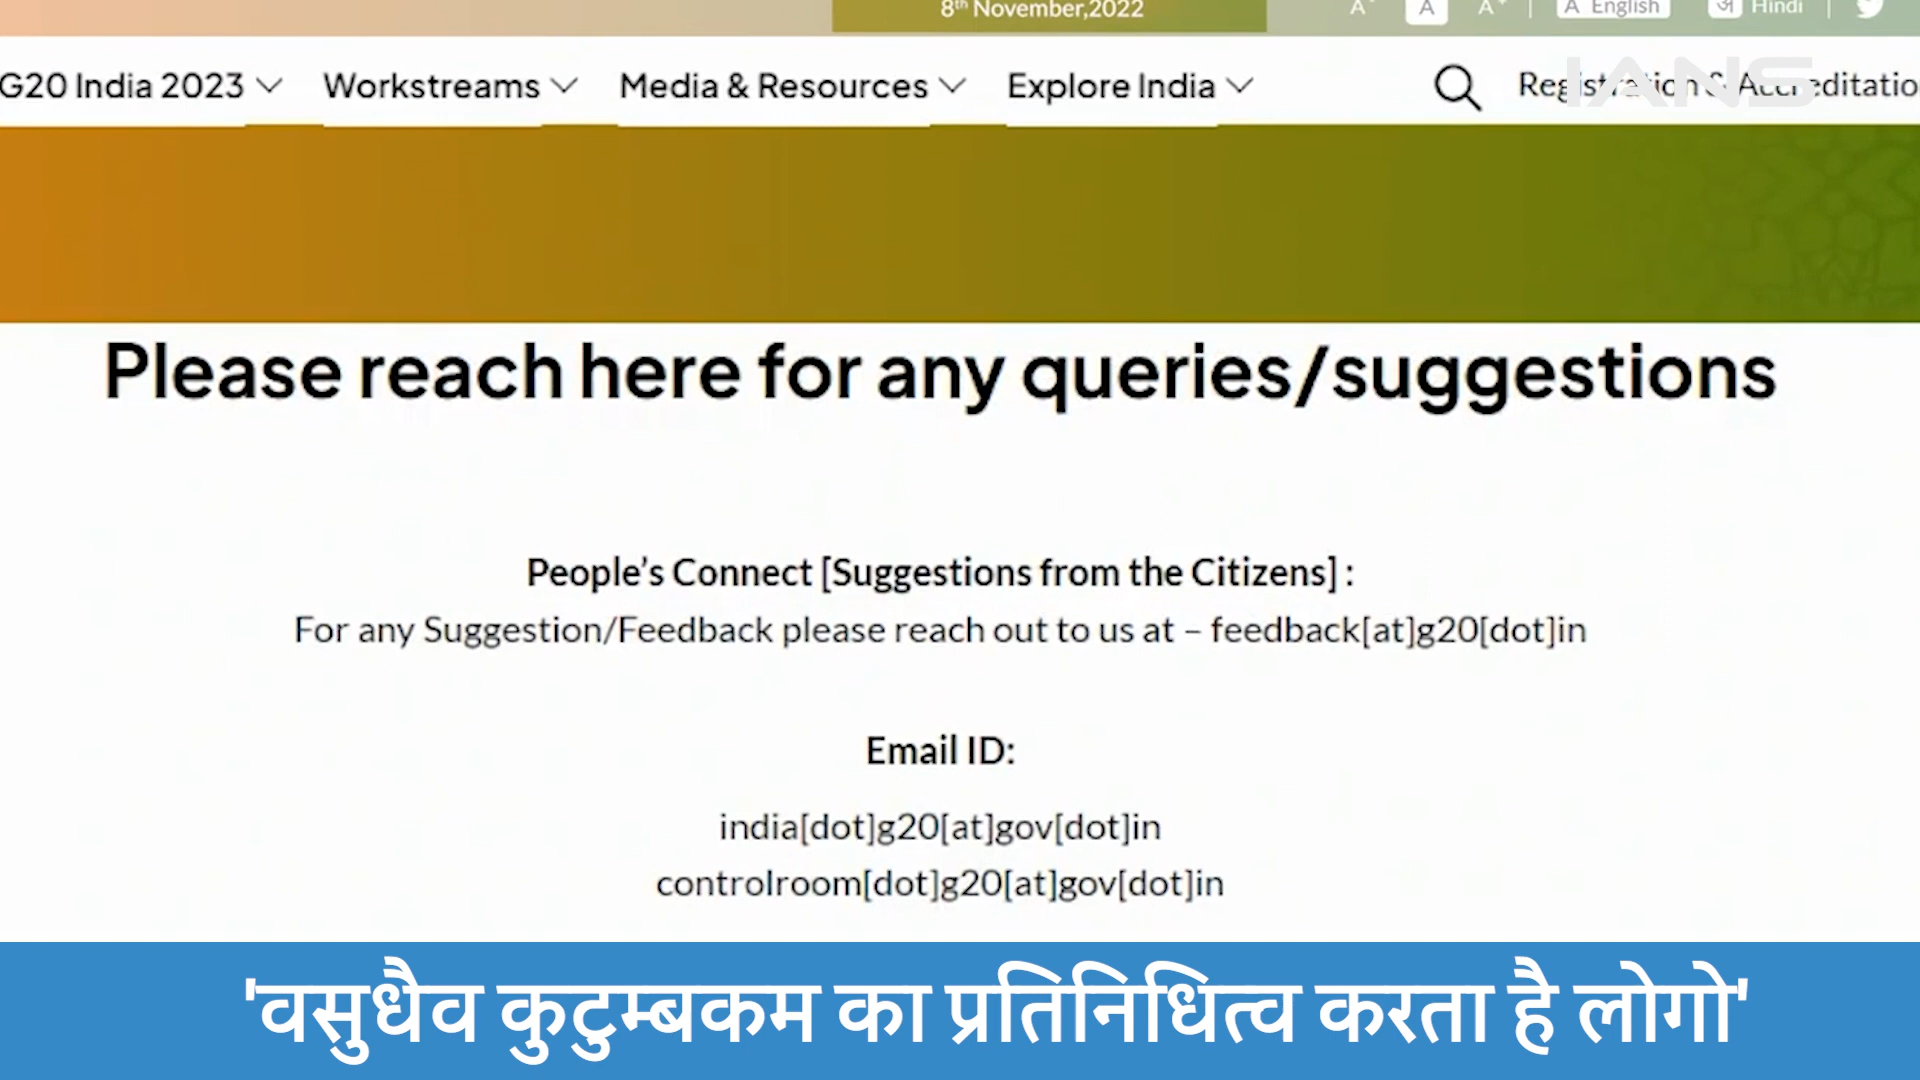 8th November,2022
A-
A
A+
A English
अ Hindi
G20 India 2023
Workstreams
Media & Resources
Explore India
Registration & Accreditatio
IANS
Please reach here for any queries/suggestions
People’s Connect [Suggestions from the Citizens] :
For any Suggestion/Feedback please reach out to us at – feedback[at]g20[dot]in
Email ID:
india[dot]g20[at]gov[dot]in
controlroom[dot]g20[at]gov[dot]in
'वसुधैव कुटुम्बकम का प्रतिनिधित्व करता है लोगो'